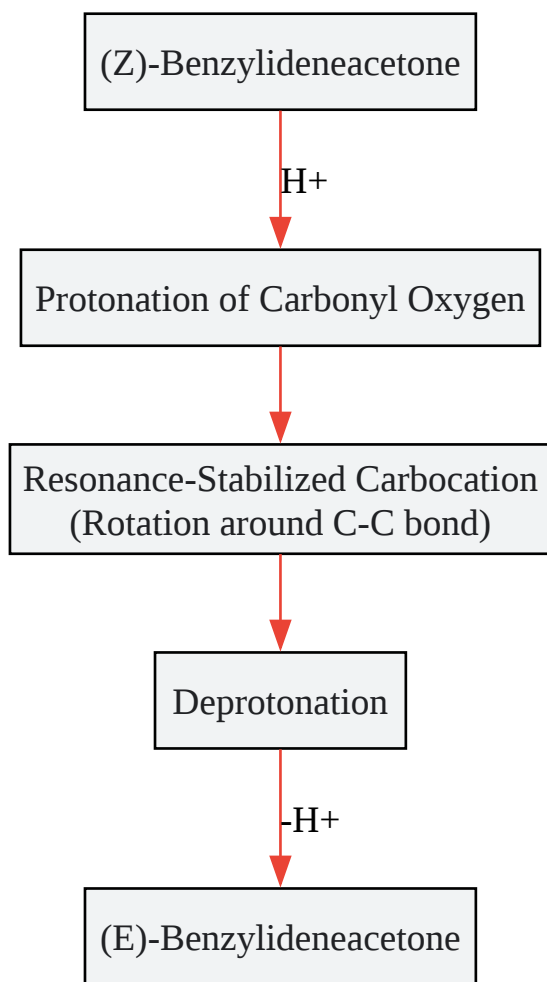 (Z)-Benzylideneacetone
H+
Protonation of Carbonyl Oxygen
Resonance-Stabilized Carbocation
(Rotation around C-C bond)
Deprotonation
-H+
(E)-Benzylideneacetone